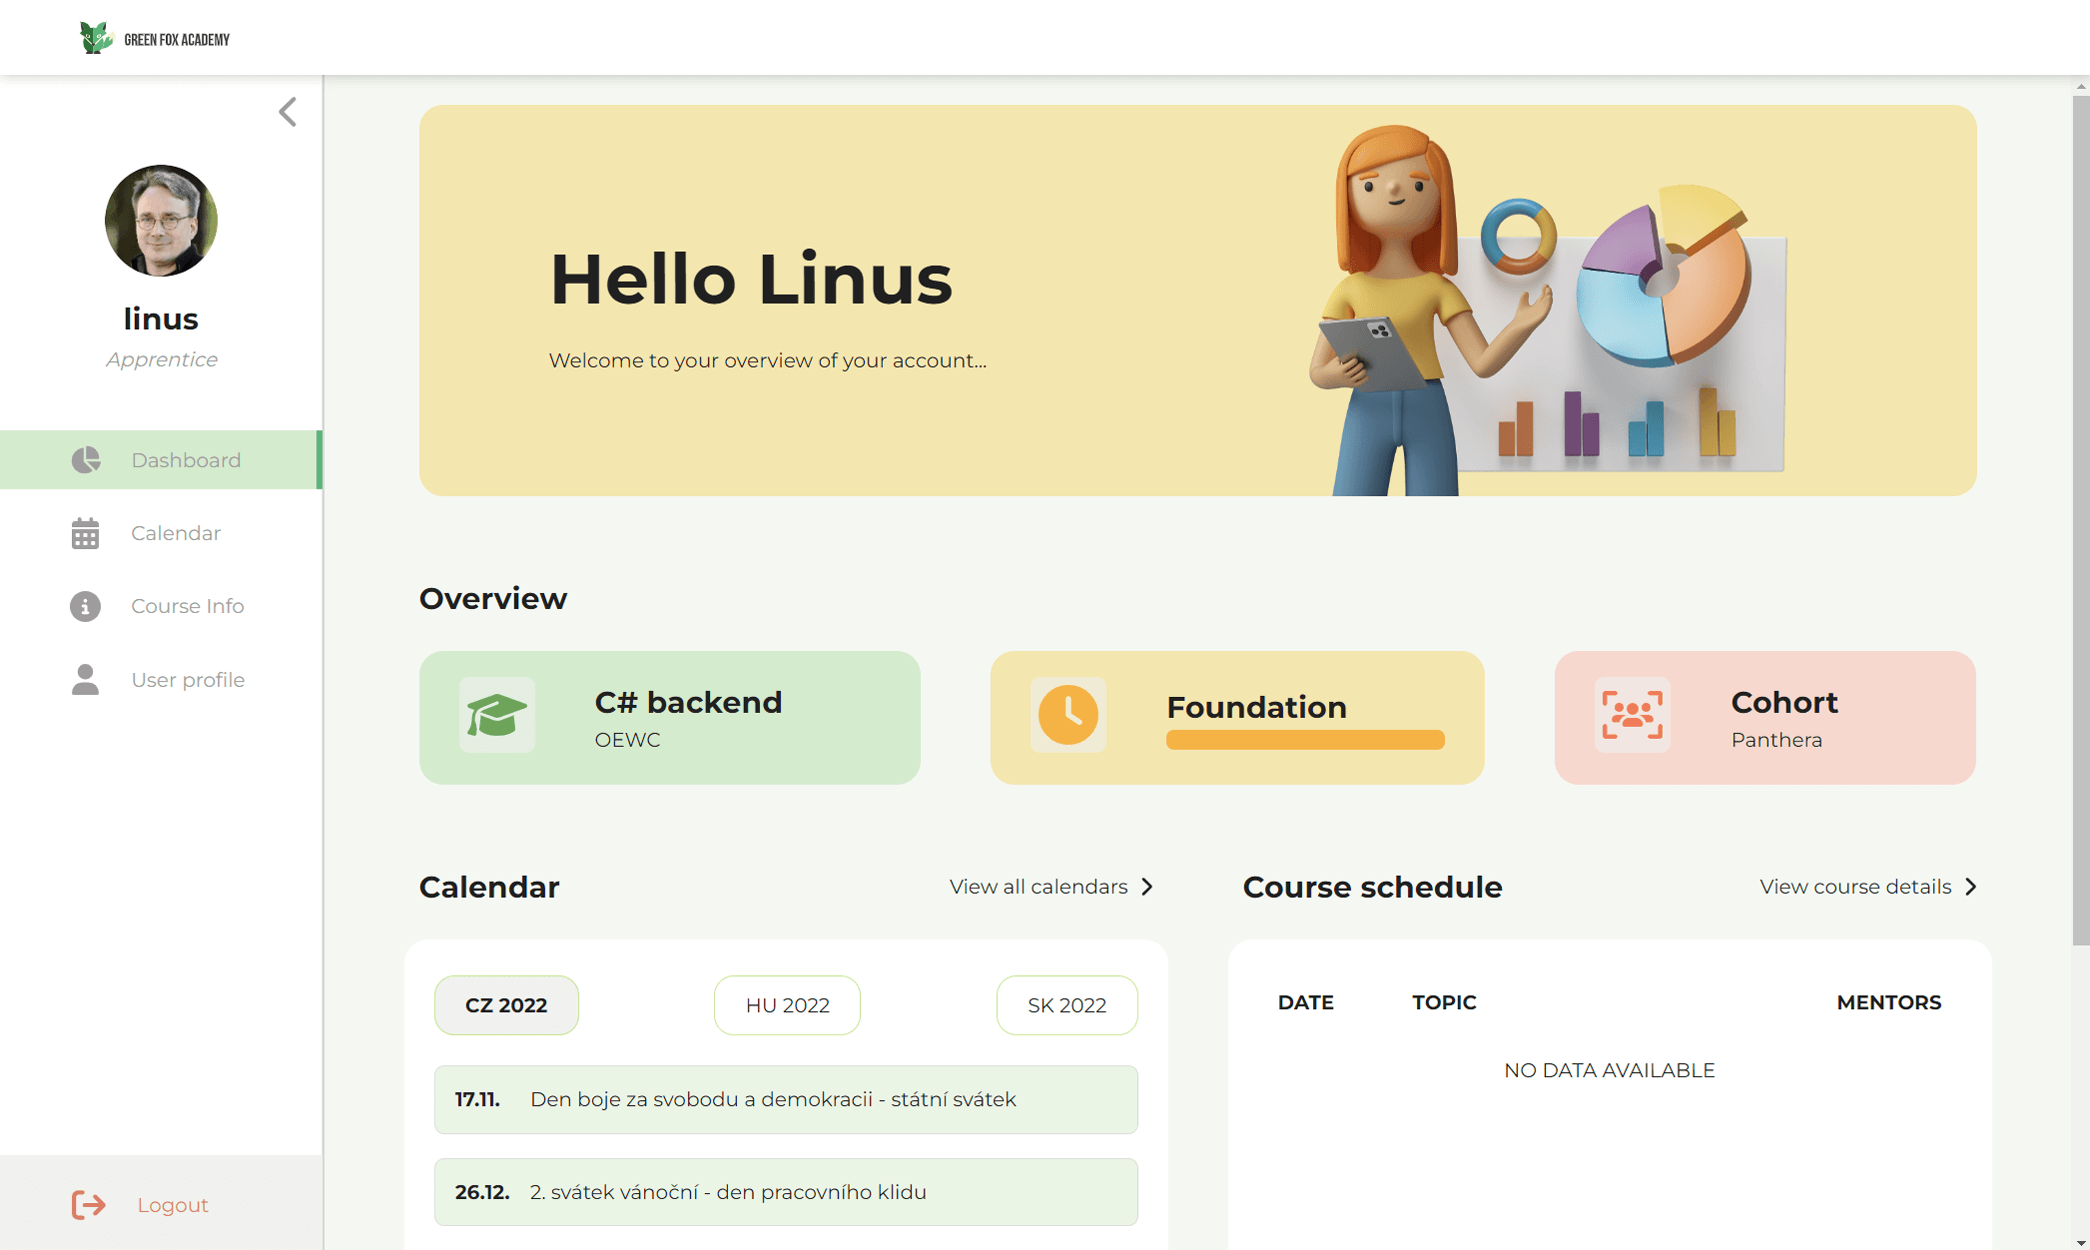 GREEN FOX ACADEMY
linus
Apprentice
Dashboard
Calendar
Course Info
User profile
Logout
Hello Linus
Welcome to your overview of your account...
Overview
C# backend
OEWC
Foundation
Cohort
Panthera
Calendar
View all calendars
CZ 2022
HU 2022
SK 2022
17.11. Den boje za svobodu a demokracii - státní svátek
26.12. 2. svátek vánoční - den pracovního klidu
Course schedule
View course details
DATE TOPIC MENTORS
NO DATA AVAILABLE